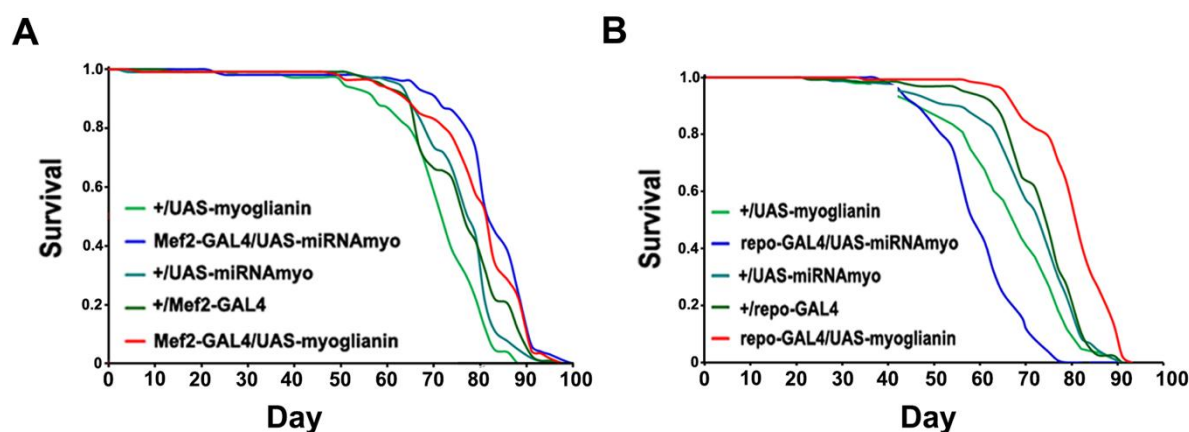 A
Survival
1.0
0.8
0.6
0.4
0.2
0
+/UAS-myoglianin
Mef2-GAL4/UAS-miRNAmyo
+/UAS-miRNAmyo
+/Mef2-GAL4
Mef2-GAL4/UAS-myoglianin
0 10 20 30 40 50 60 70 80 90 100
Day
B
Survival
1.0
0.8
0.6
0.4
0.2
0
+/UAS-myoglianin
repo-GAL4/UAS-miRNAmyo
+/UAS-miRNAmyo
+/repo-GAL4
repo-GAL4/UAS-myoglianin
0 10 20 30 40 50 60 70 80 90 100
Day